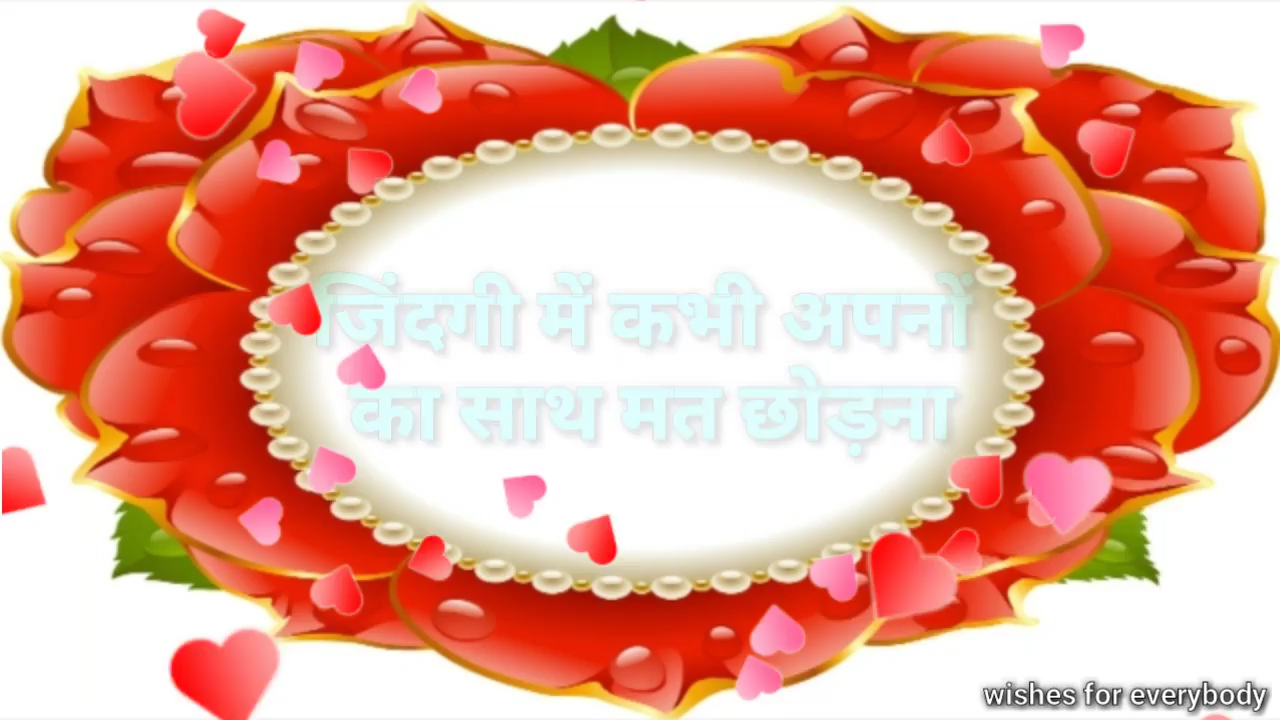 जिंदगी में कभी अपनों
का साथ मत छोड़ना
wishes for everybody